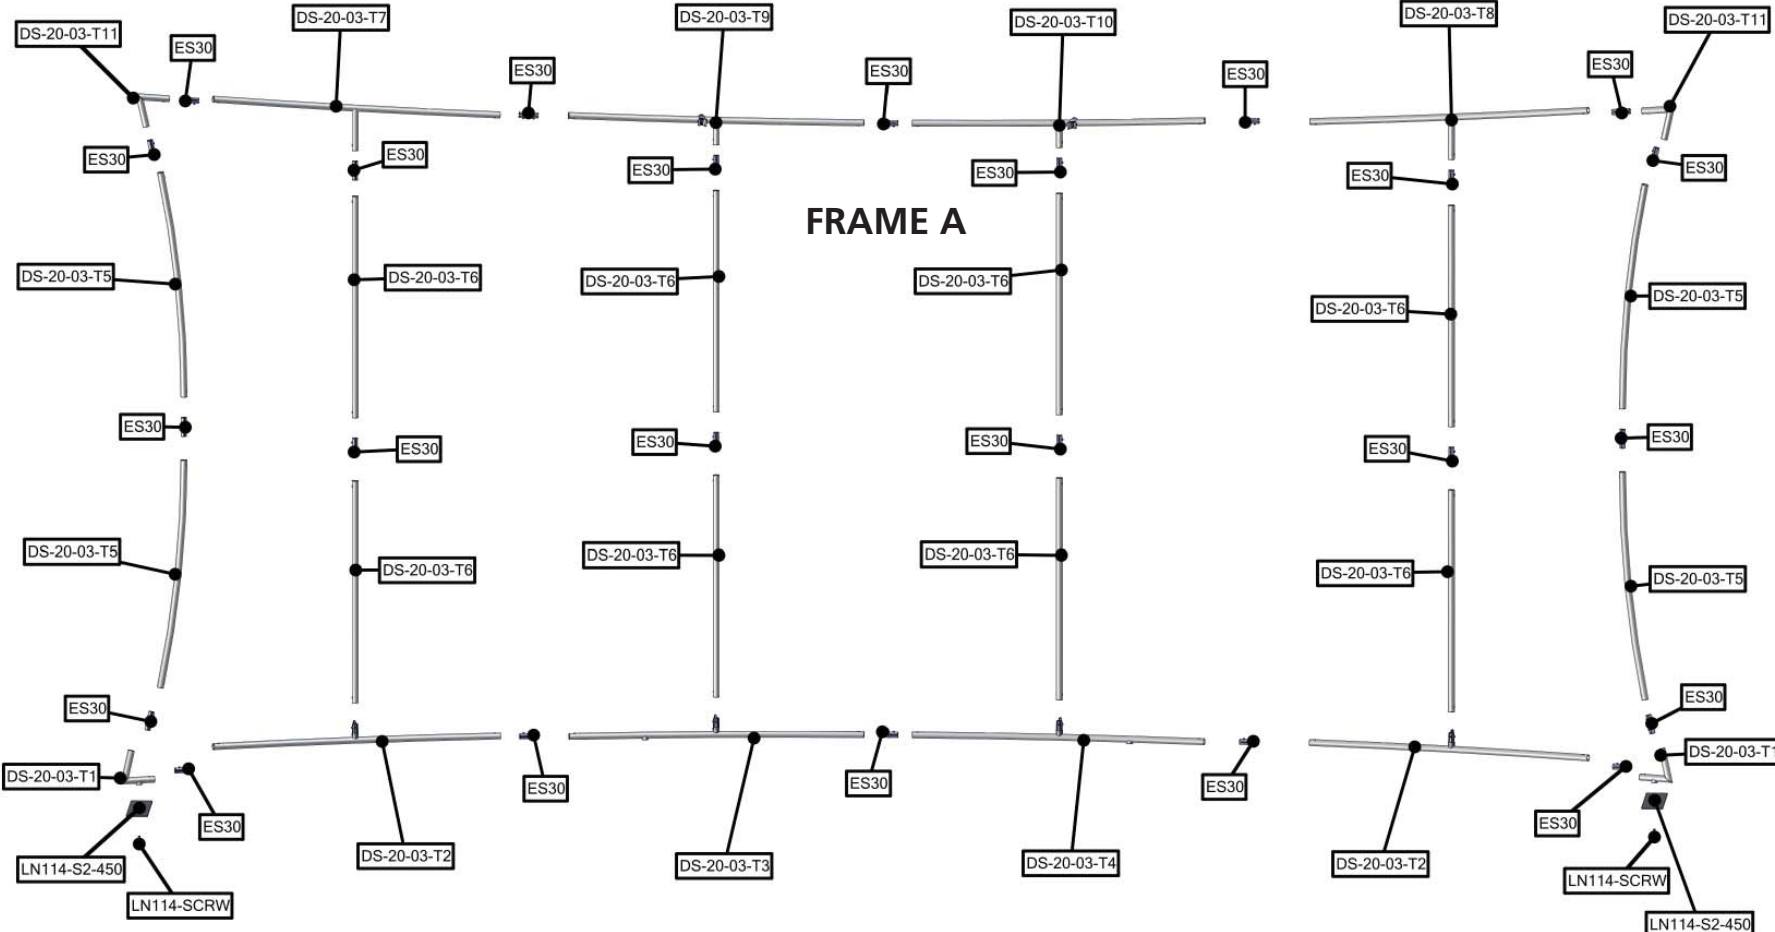 DS-20-03-T11
ES30
DS-20-03-T7
ES30
DS-20-03-T9
ES30
DS-20-03-T10
ES30
DS-20-03-T8
ES30
DS-20-03-T11
ES30
ES30
ES30
ES30
ES30
ES30
FRAME A
DS-20-03-T5
DS-20-03-T6
DS-20-03-T6
DS-20-03-T6
DS-20-03-T6
DS-20-03-T5
ES30
ES30
ES30
ES30
ES30
ES30
DS-20-03-T5
DS-20-03-T6
DS-20-03-T6
DS-20-03-T6
DS-20-03-T6
DS-20-03-T5
ES30
ES30
DS-20-03-T1
ES30
ES30
ES30
ES30
ES30
DS-20-03-T1
LN114-S2-450
LN114-SCRW
DS-20-03-T2
DS-20-03-T3
DS-20-03-T4
DS-20-03-T2
LN114-SCRW
LN114-S2-450